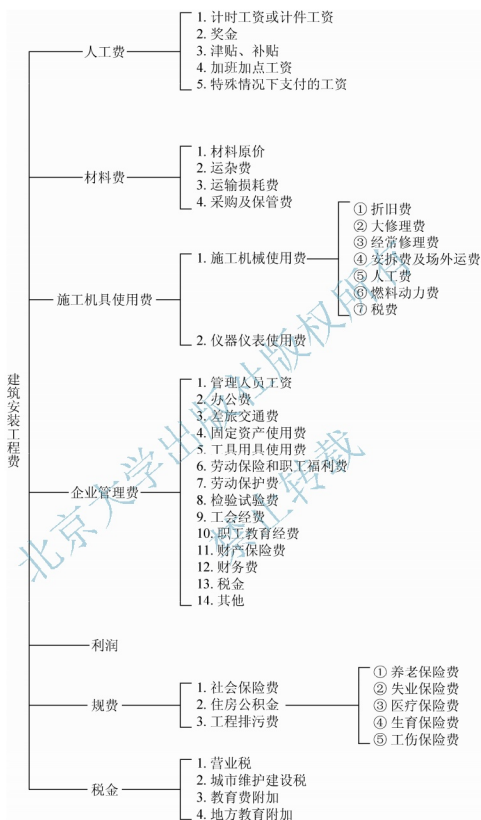 建筑安装工程费
人工费
1. 计时工资或计件工资
2. 奖金
3. 津贴、补贴
4. 加班加点工资
5. 特殊情况下支付的工资
材料费
1. 材料原价
2. 运杂费
3. 运输损耗费
4. 采购及保管费
施工机具使用费
1. 施工机械使用费
① 折旧费
② 大修理费
③ 经常修理费
④ 安拆费及场外运费
⑤ 人工费
⑥ 燃料动力费
⑦ 税费
2. 仪器仪表使用费
企业管理费
1. 管理人员工资
2. 办公费
3. 差旅交通费
4. 固定资产使用费
5. 工具用具使用费
6. 劳动保险和职工福利费
7. 劳动保护费
8. 检验试验费
9. 工会经费
10. 职工教育经费
11. 财产保险费
12. 财务费
13. 税金
14. 其他
利润
规费
1. 社会保险费
2. 住房公积金
3. 工程排污费
① 养老保险费
② 失业保险费
③ 医疗保险费
④ 生育保险费
⑤ 工伤保险费
税金
1. 营业税
2. 城市维护建设税
3. 教育费附加
4. 地方教育附加
北京大学出版社版权所有
禁止转载